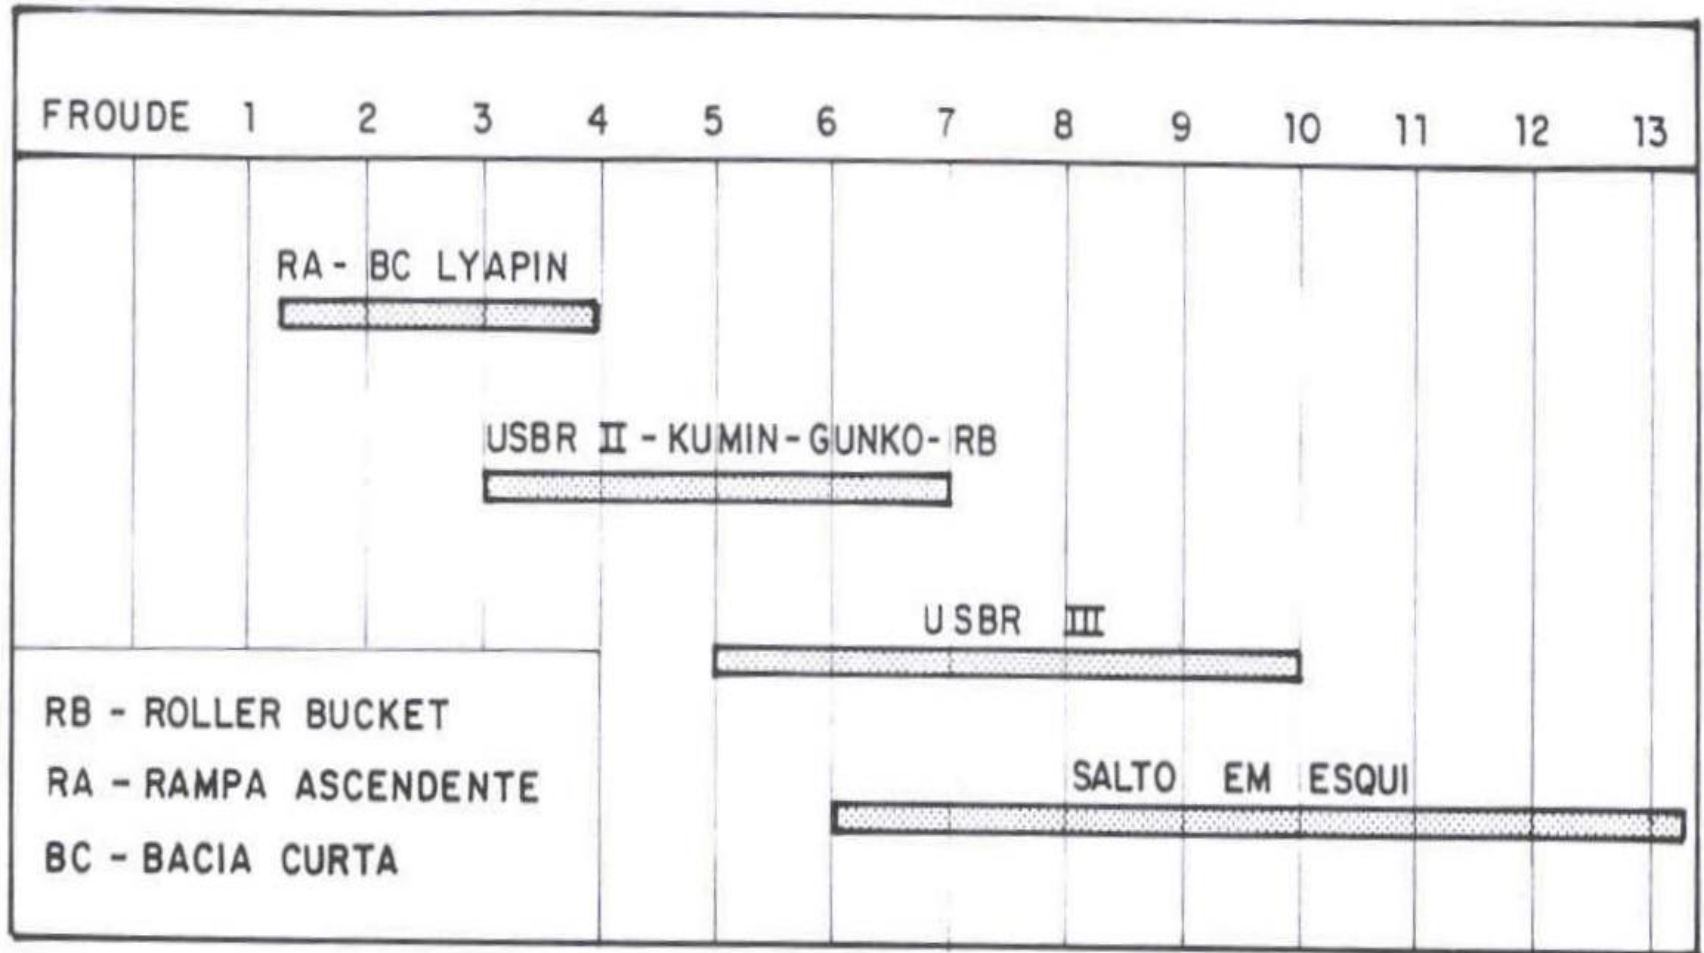 FROUDE 1 2 3 4 5 6 7 8 9 10 11 12 13
RA - BC LYAPIN
USBR II - KUMIN - GUNKO - RB
USBR III
SALTO EM ESQUI
RB - ROLLER BUCKET
RA - RAMPA ASCENDENTE
BC - BACIA CURTA